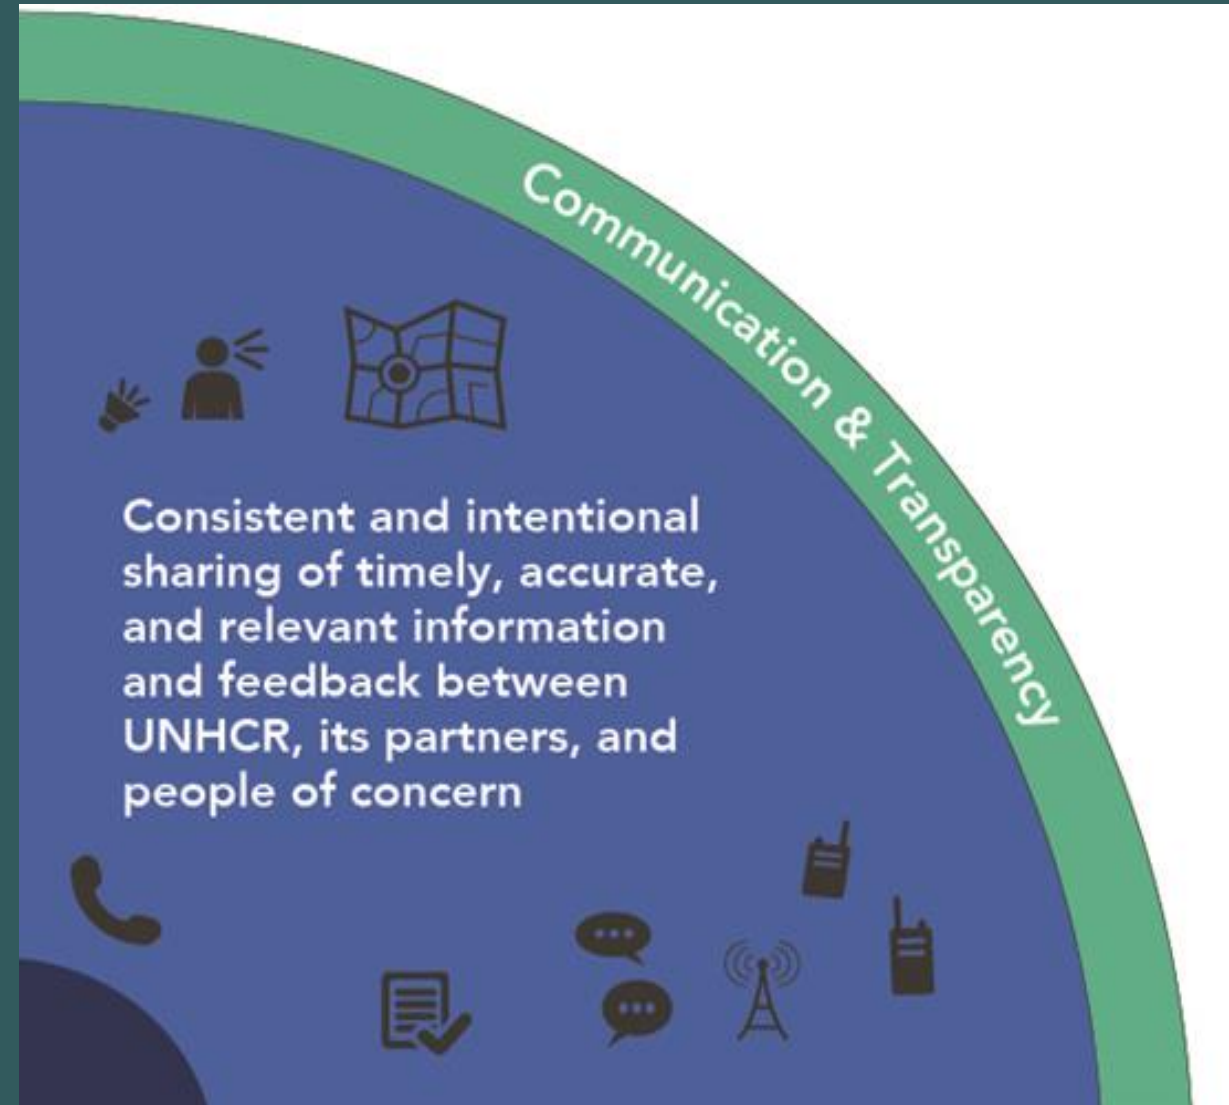 Communication & Transparency
Consistent and intentional
sharing of timely, accurate,
and relevant information
and feedback between
UNHCR, its partners, and
people of concern